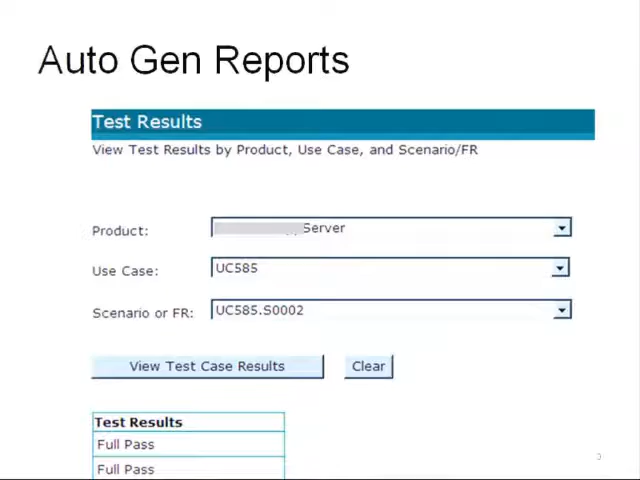 Auto Gen Reports
Test Results
View Test Results by Product, Use Case, and Scenario/FR
Product: Server
Use Case: UC585
Scenario or FR: UC585.S0002
View Test Case Results Clear
Test Results
Full Pass
Full Pass